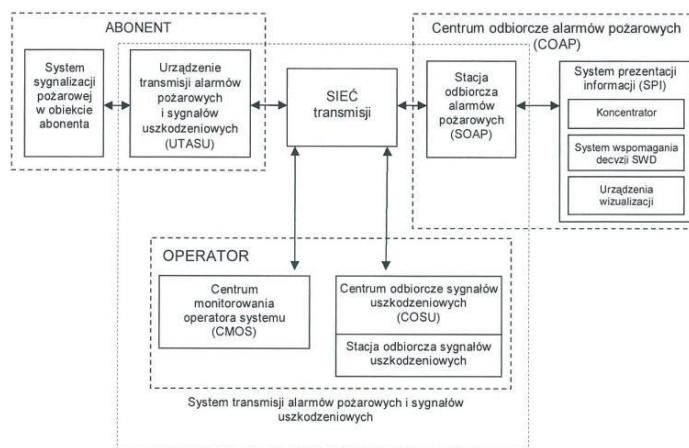 ABONENT
System
sygnalizacji
pożarowej
w obiekcie
abonenta
Urządzenie
transmisji alarmów
pożarowych
i sygnałów
uszkodzeniowych
(UTASU)
SIEĆ
transmisji
Centrum odbiorcze alarmów pożarowych
(COAP)
Stacja
odbiorcza
alarmów
pożarowych
(SOAP)
System prezentacji
informacji (SPI)
Koncentrator
System wspomagania
decyzji SWD
Urządzenia
wizualizacji
OPERATOR
Centrum
monitorowania
operatora systemu
(CMOS)
Centrum odbiorcze sygnałów
uszkodzeniowych
(COSU)
Stacja odbiorcza sygnałów
uszkodzeniowych
System transmisji alarmów pożarowych i sygnałów
uszkodzeniowych